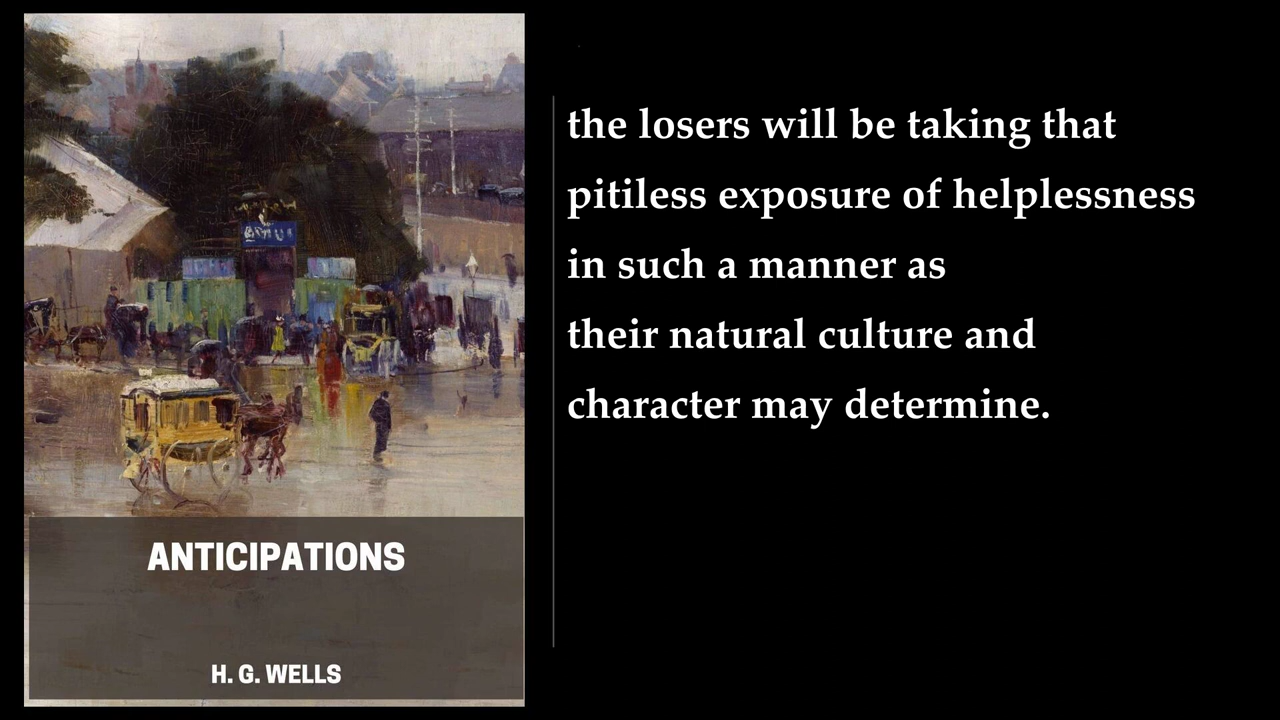 ANTICIPATIONS
H. G. WELLS
the losers will be taking that
pitiless exposure of helplessness
in such a manner as
their natural culture and
character may determine.